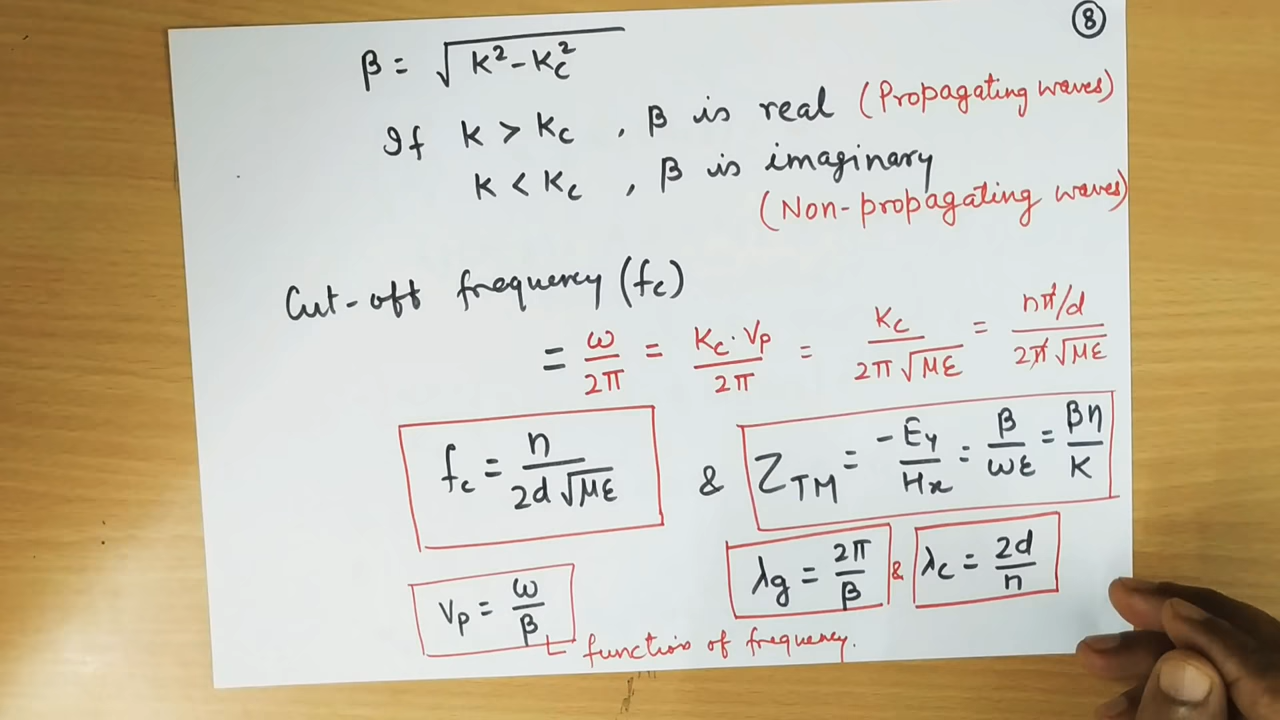 8
β = √(k² - kc²)
If k > kc , β is real (Propagating waves)
k < kc , β is imaginary
(Non-propagating waves)
Cut-off frequency (fc)
= ω/2π = kc · Vp/2π = kc/2π√με = nπ/d / 2π√με
fc = n/2d√με & ZTM = -Ey/Hx = β/ωε = βη/k
λg = 2π/β & λc = 2d/n
Vp = ω/β
function of frequency.